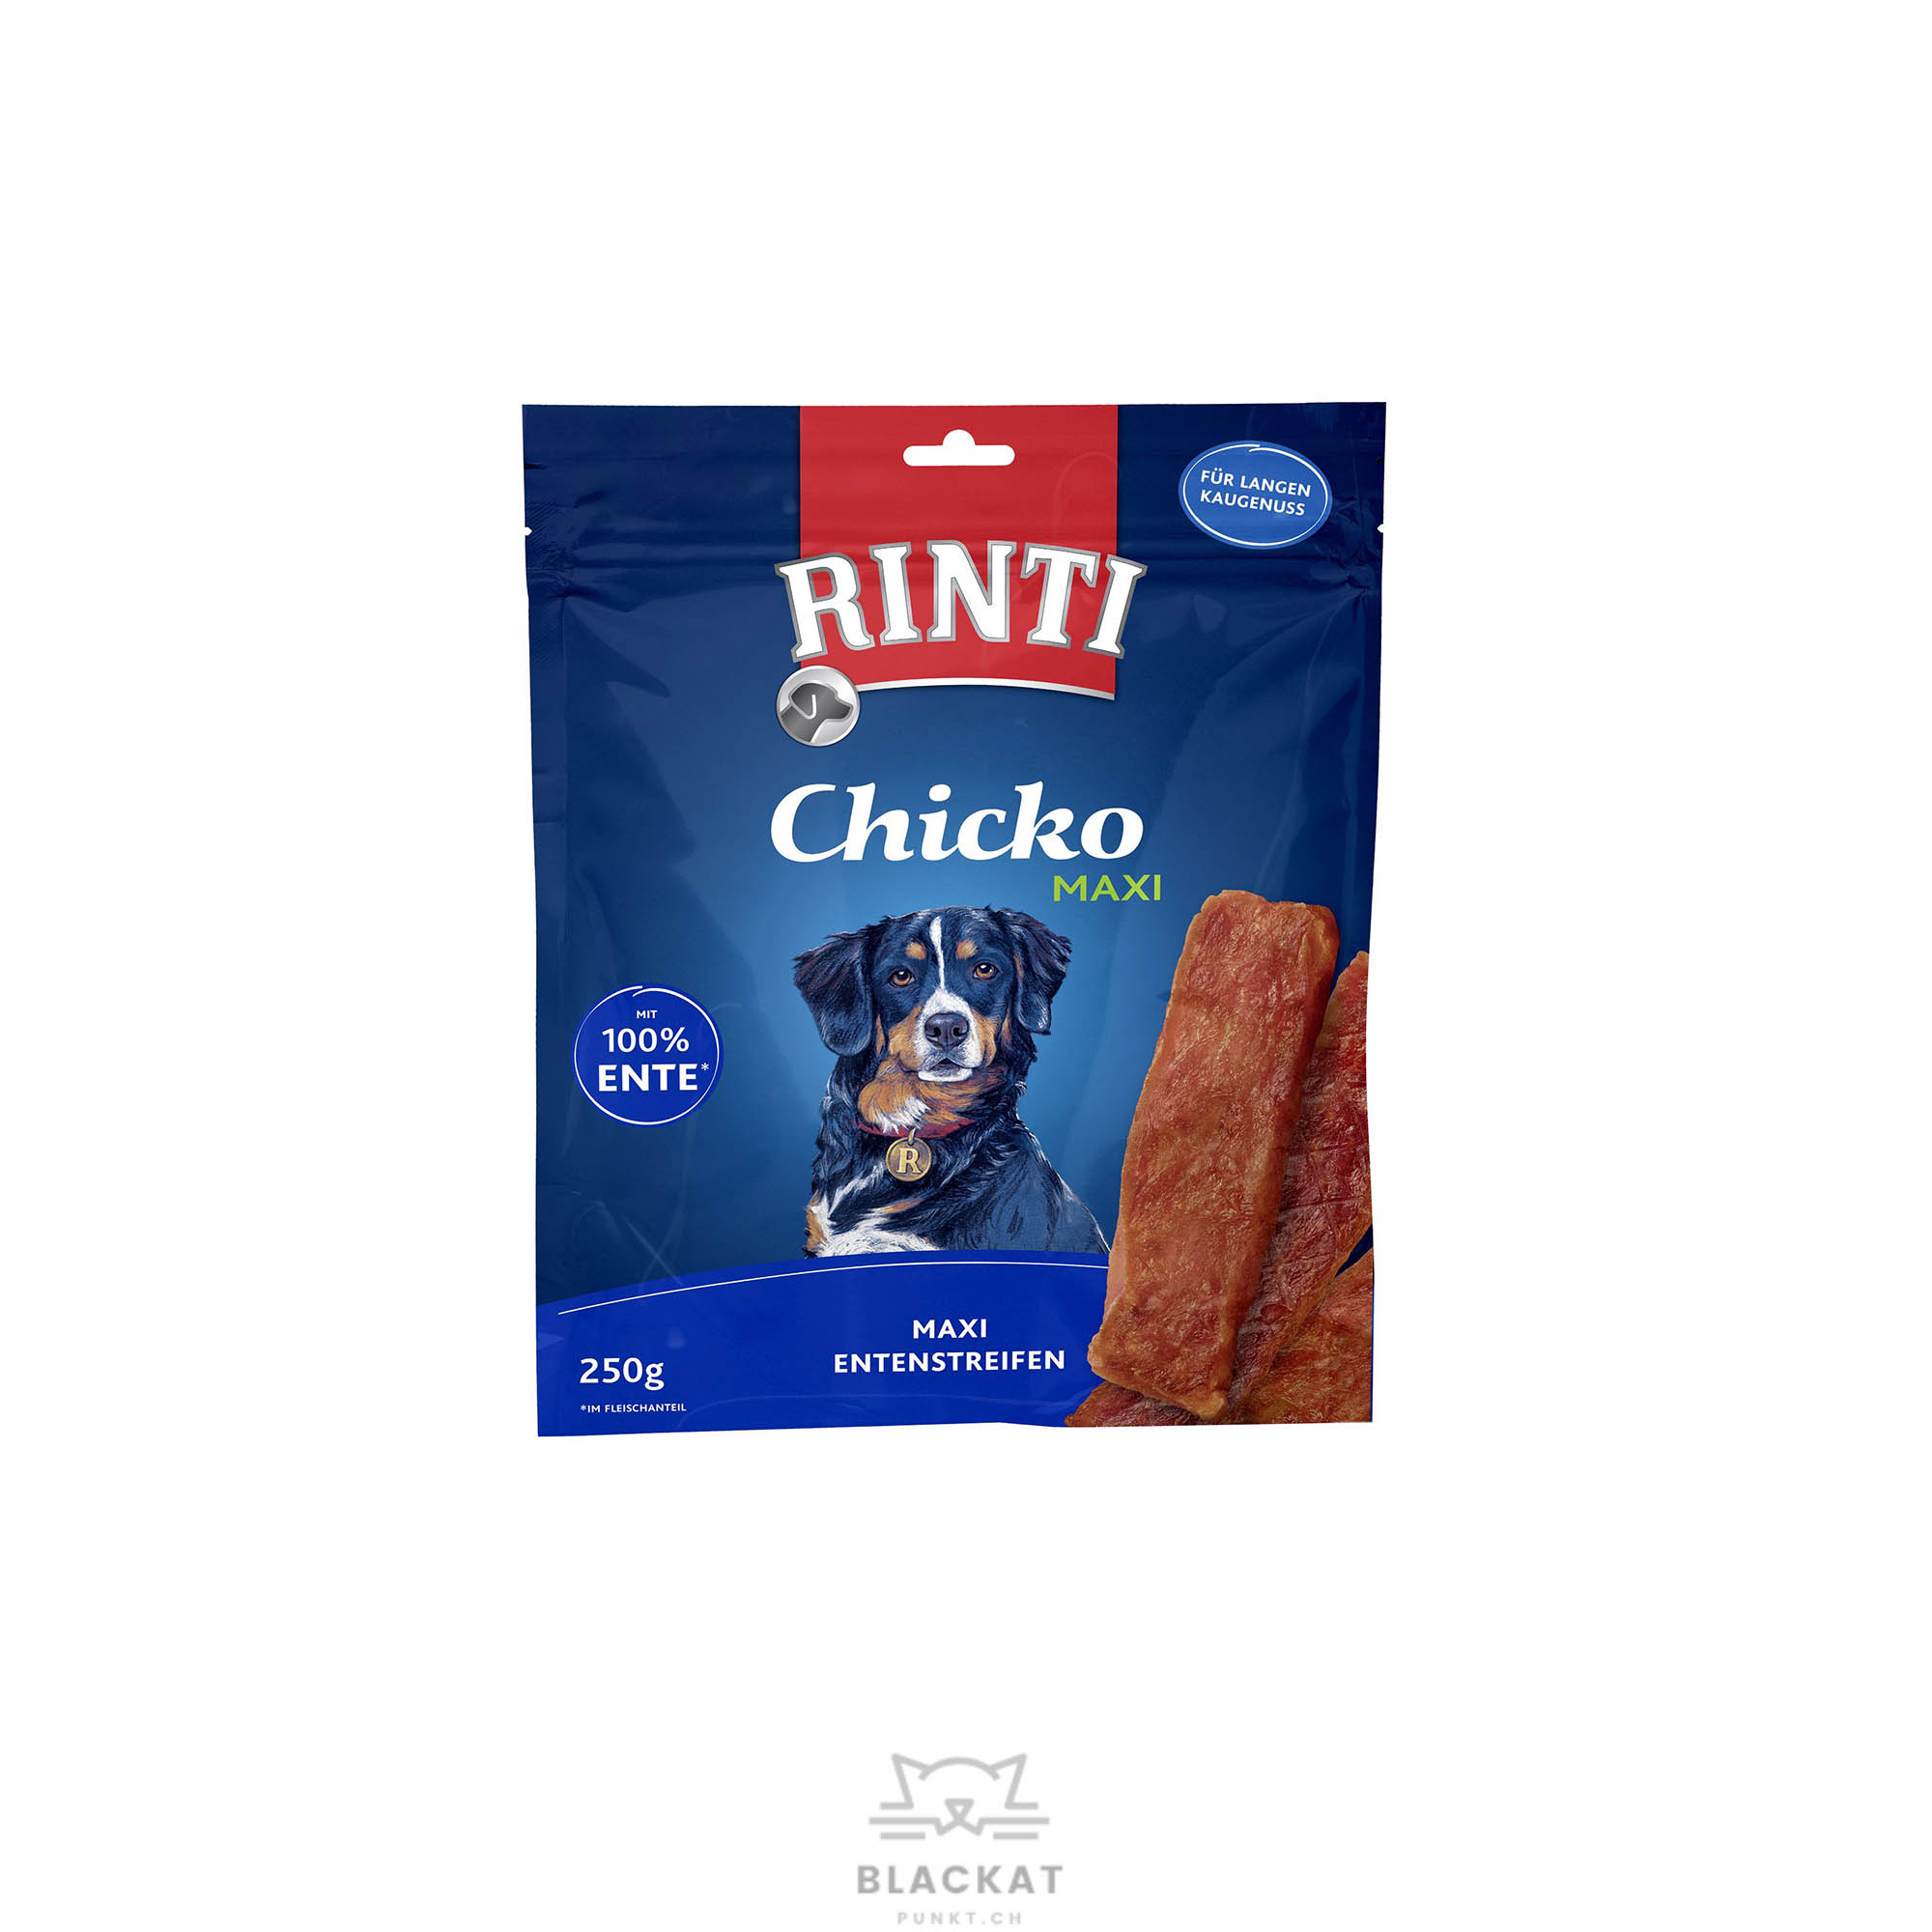 FÜR LANGEN
KAUGENUSS
RINTI
Chicko
MAXI
MIT
100%
ENTE*
R
MAXI
ENTENSTREIFEN
250g
*IM FLEISCHANTEIL
BLACKAT
PUNKT.CH